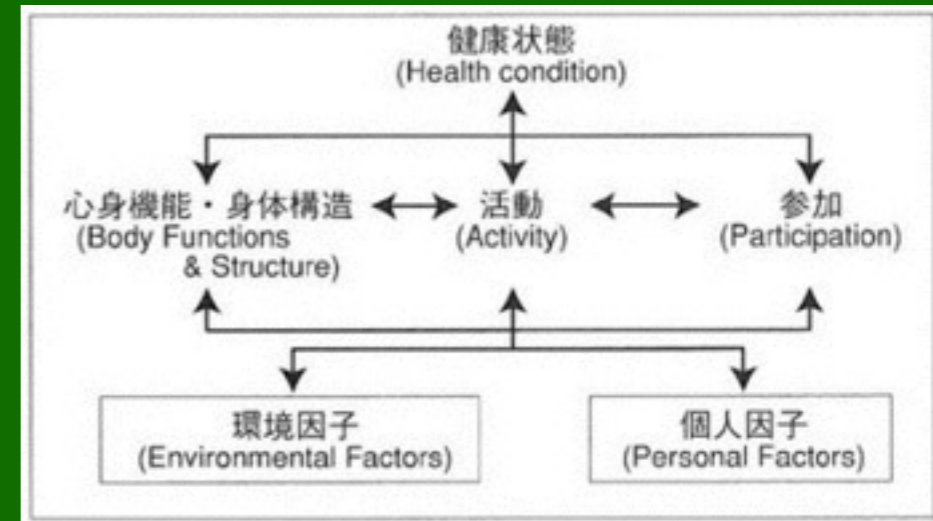 健康状態
(Health condition)
心身機能・身体構造
(Body Functions
& Structure)
活動
(Activity)
参加
(Participation)
環境因子
(Environmental Factors)
個人因子
(Personal Factors)